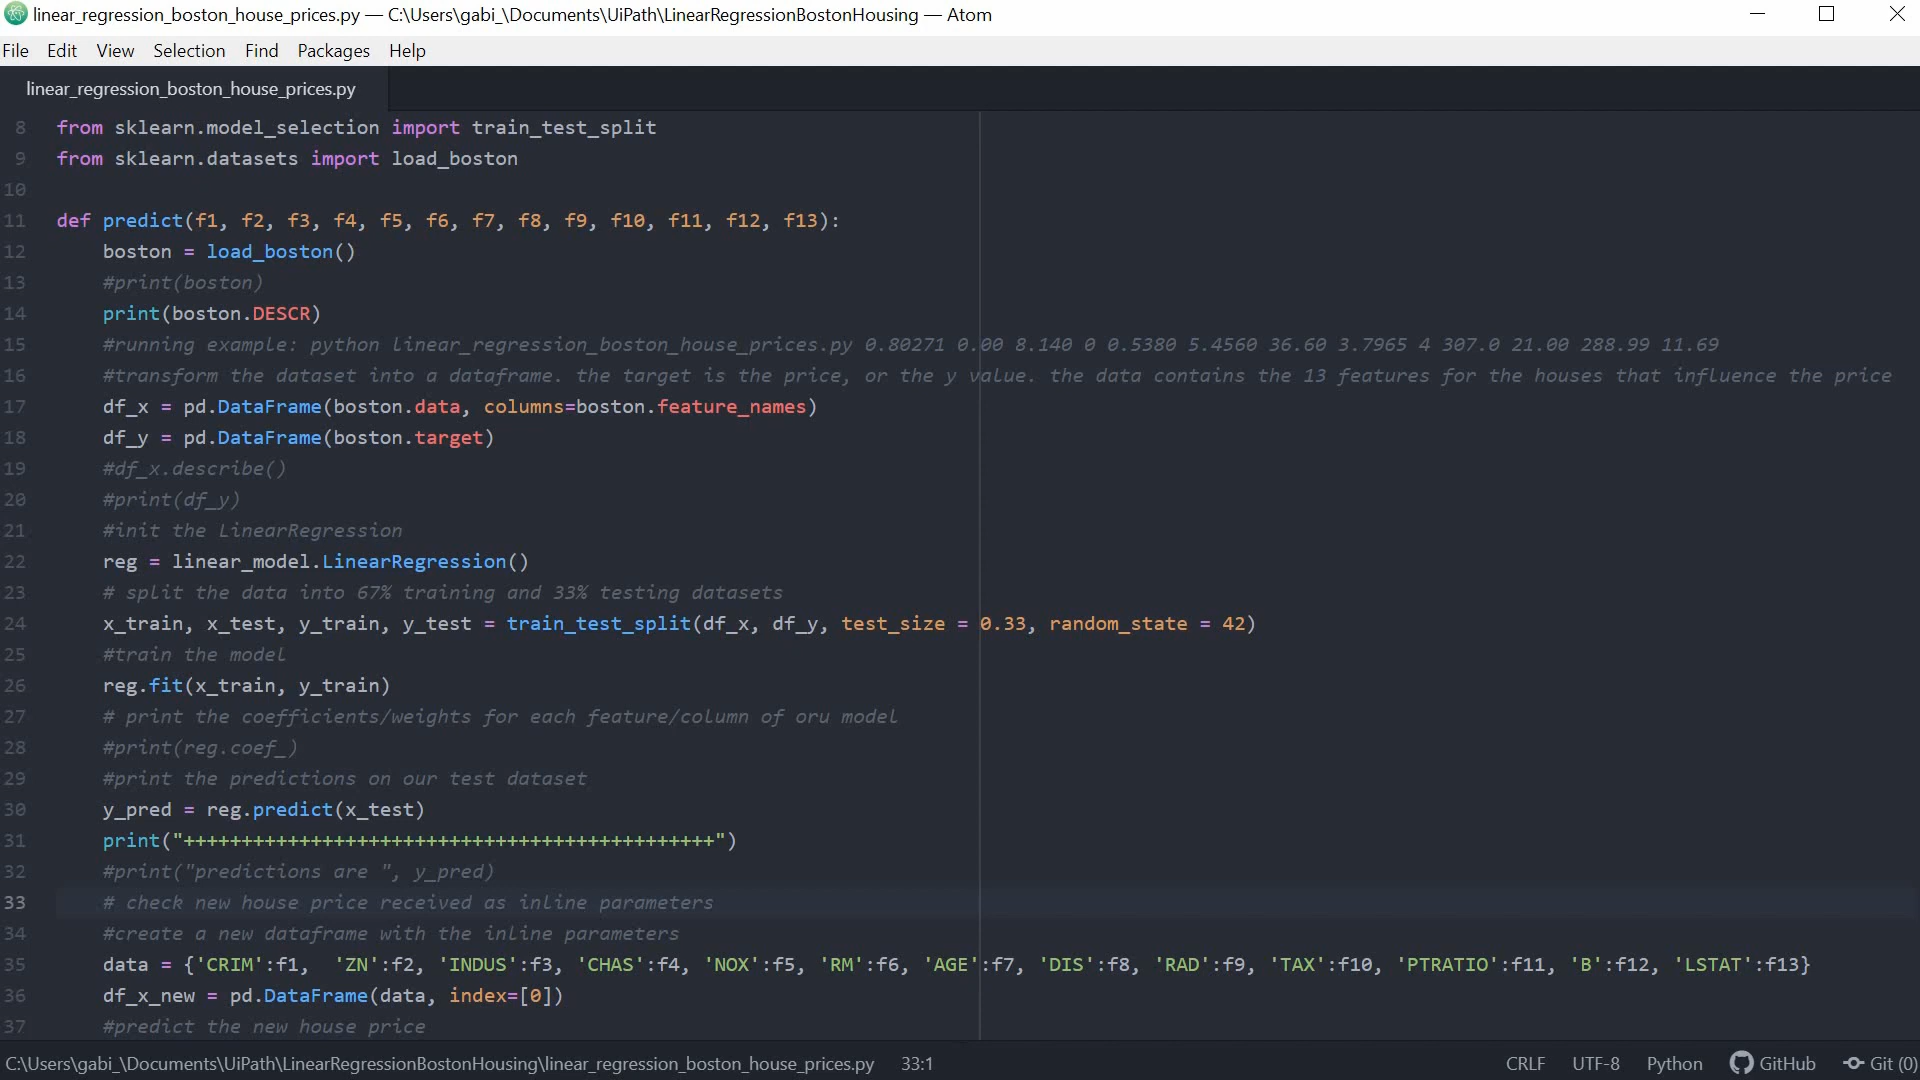 linear_regression_boston_house_prices.py — C:\Users\gabi_\Documents\UiPath\LinearRegressionBostonHousing — Atom
File Edit View Selection Find Packages Help
linear_regression_boston_house_prices.py
8 from sklearn.model_selection import train_test_split
9 from sklearn.datasets import load_boston
10
11 def predict(f1, f2, f3, f4, f5, f6, f7, f8, f9, f10, f11, f12, f13):
12     boston = load_boston()
13     #print(boston)
14     print(boston.DESCR)
15     #running example: python linear_regression_boston_house_prices.py 0.80271 0.00 8.140 0 0.5380 5.4560 36.60 3.7965 4 307.0 21.00 288.99 11.69
16     #transform the dataset into a dataframe. the target is the price, or the y value. the data contains the 13 features for the houses that influence the price
17     df_x = pd.DataFrame(boston.data, columns=boston.feature_names)
18     df_y = pd.DataFrame(boston.target)
19     #df_x.describe()
20     #print(df_y)
21     #init the LinearRegression
22     reg = linear_model.LinearRegression()
23     # split the data into 67% training and 33% testing datasets
24     x_train, x_test, y_train, y_test = train_test_split(df_x, df_y, test_size = 0.33, random_state = 42)
25     #train the model
26     reg.fit(x_train, y_train)
27     # print the coefficients/weights for each feature/column of oru model
28     #print(reg.coef_)
29     #print the predictions on our test dataset
30     y_pred = reg.predict(x_test)
31     print("++++++++++++++++++++++++++++++++++++++++++++++")
32     #print("predictions are ", y_pred)
33     # check new house price received as inline parameters
34     #create a new dataframe with the inline parameters
35     data = {'CRIM':f1,  'ZN':f2, 'INDUS':f3, 'CHAS':f4, 'NOX':f5, 'RM':f6, 'AGE':f7, 'DIS':f8, 'RAD':f9, 'TAX':f10, 'PTRATIO':f11, 'B':f12, 'LSTAT':f13}
36     df_x_new = pd.DataFrame(data, index=[0])
37     #predict the new house price
C:\Users\gabi_\Documents\UiPath\LinearRegressionBostonHousing\linear_regression_boston_house_prices.py 33:1 CRLF UTF-8 Python GitHub Git (0)